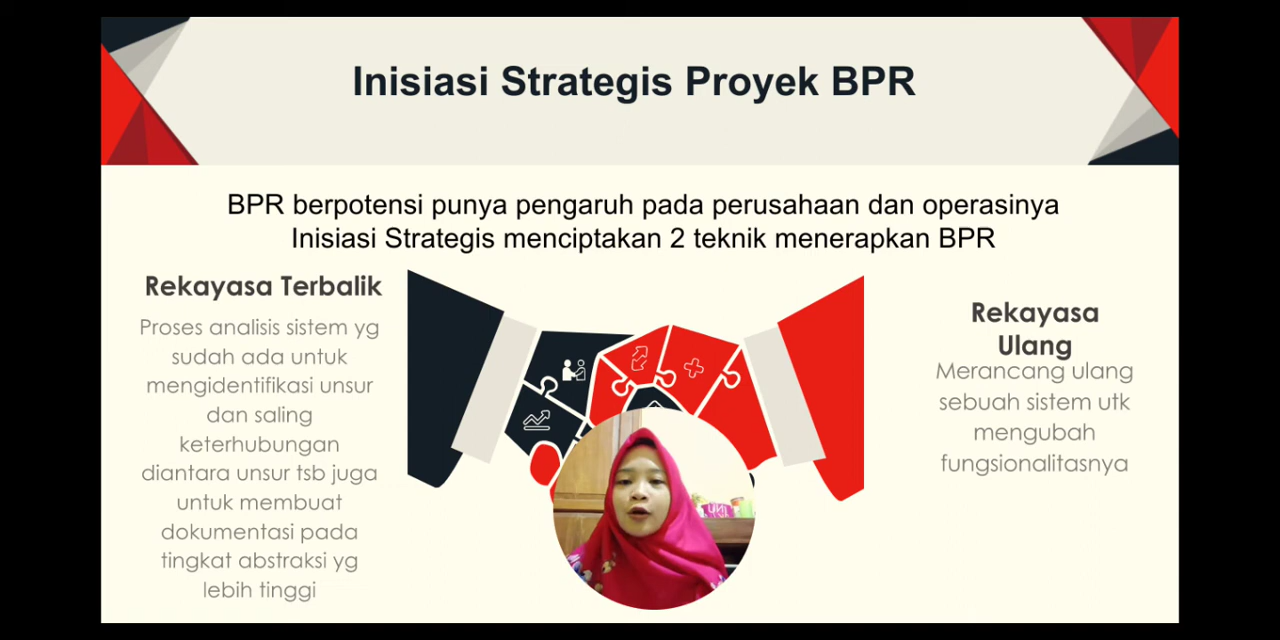 Inisiasi Strategis Proyek BPR
BPR berpotensi punya pengaruh pada perusahaan dan operasinya
Inisiasi Strategis menciptakan 2 teknik menerapkan BPR
Rekayasa Terbalik
Proses analisis sistem yg
sudah ada untuk
mengidentifikasi unsur
dan saling
keterhubungan
diantara unsur tsb juga
untuk membuat
dokumentasi pada
tingkat abstraksi yg
lebih tinggi
Rekayasa
Ulang
Merancang ulang
sebuah sistem utk
mengubah
fungsionalitasnya